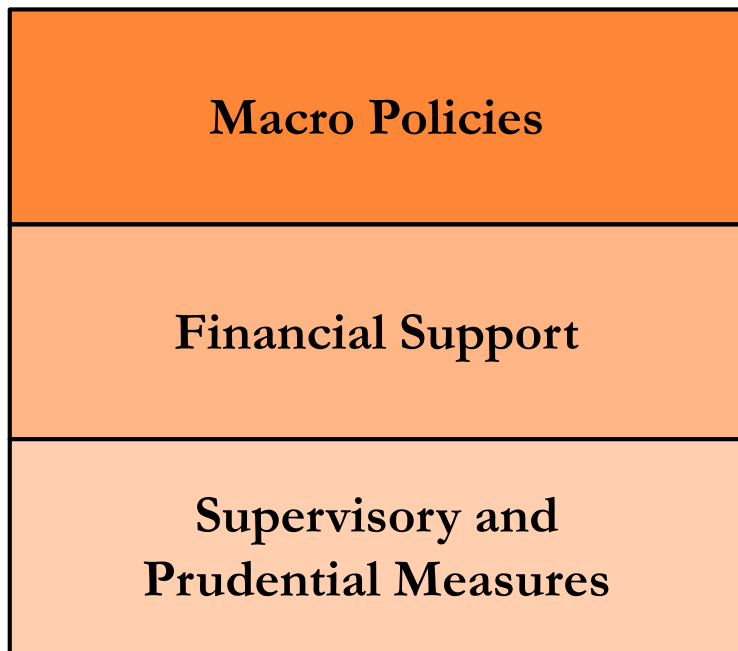 Macro Policies
Financial Support
Supervisory and
Prudential Measures